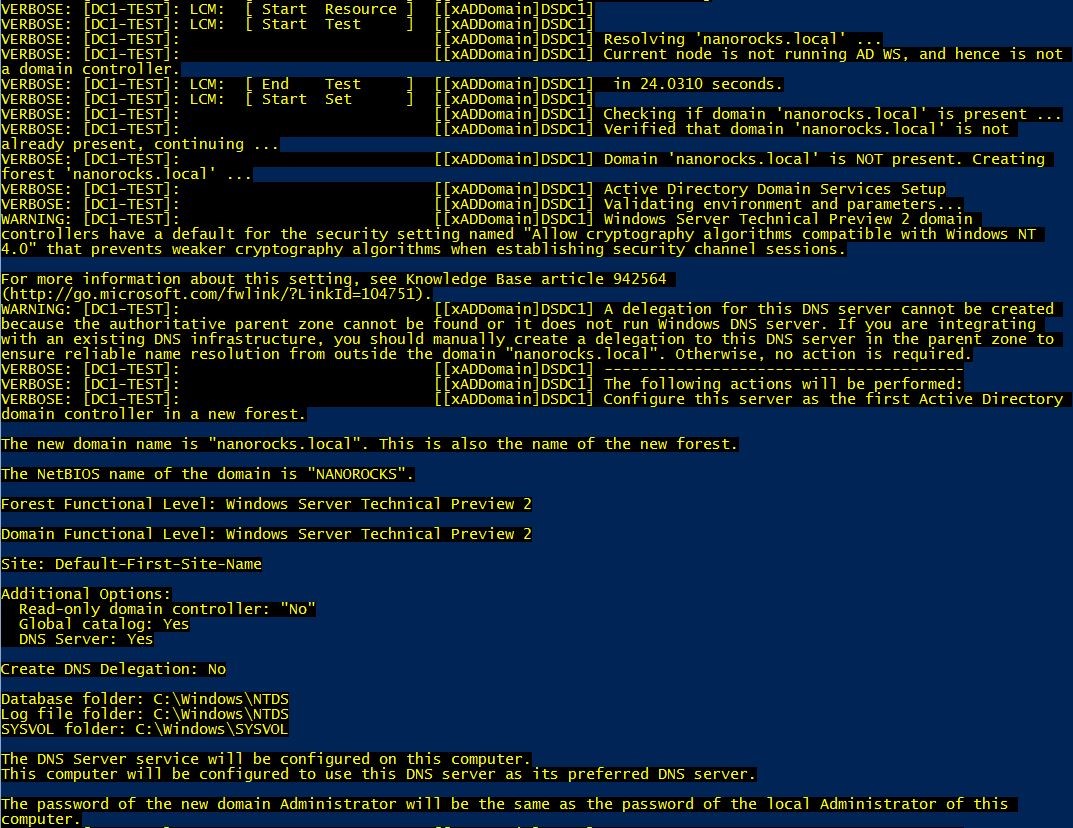 VERBOSE: [DC1-TEST]: LCM:  [ Start  Resource ]  [[xADDomain]DSDC1]
VERBOSE: [DC1-TEST]: LCM:  [ Start  Test     ]  [[xADDomain]DSDC1]
VERBOSE: [DC1-TEST]:                            [[xADDomain]DSDC1] Resolving 'nanorocks.local' ...
VERBOSE: [DC1-TEST]:                            [[xADDomain]DSDC1] Current node is not running AD WS, and hence is not
a domain controller.
VERBOSE: [DC1-TEST]: LCM:  [ End    Test     ]  [[xADDomain]DSDC1]  in 24.0310 seconds.
VERBOSE: [DC1-TEST]: LCM:  [ Start  Set      ]  [[xADDomain]DSDC1]
VERBOSE: [DC1-TEST]:                            [[xADDomain]DSDC1] Checking if domain 'nanorocks.local' is present ...
VERBOSE: [DC1-TEST]:                            [[xADDomain]DSDC1] Verified that domain 'nanorocks.local' is not
already present, continuing ...
VERBOSE: [DC1-TEST]:                            [[xADDomain]DSDC1] Domain 'nanorocks.local' is NOT present. Creating
forest 'nanorocks.local' ...
VERBOSE: [DC1-TEST]:                            [[xADDomain]DSDC1] Active Directory Domain Services Setup
VERBOSE: [DC1-TEST]:                            [[xADDomain]DSDC1] Validating environment and parameters...
WARNING: [DC1-TEST]:                            [[xADDomain]DSDC1] Windows Server Technical Preview 2 domain
controllers have a default for the security setting named "Allow cryptography algorithms compatible with Windows NT
4.0" that prevents weaker cryptography algorithms when establishing security channel sessions.
For more information about this setting, see Knowledge Base article 942564
(http://go.microsoft.com/fwlink/?LinkId=104751).
WARNING: [DC1-TEST]:                            [[xADDomain]DSDC1] A delegation for this DNS server cannot be created
because the authoritative parent zone cannot be found or it does not run Windows DNS server. If you are integrating
with an existing DNS infrastructure, you should manually create a delegation to this DNS server in the parent zone to
ensure reliable name resolution from outside the domain "nanorocks.local". Otherwise, no action is required.
VERBOSE: [DC1-TEST]:                            [[xADDomain]DSDC1] ----------------------------------------
VERBOSE: [DC1-TEST]:                            [[xADDomain]DSDC1] The following actions will be performed:
VERBOSE: [DC1-TEST]:                            [[xADDomain]DSDC1] Configure this server as the first Active Directory
domain controller in a new forest.
The new domain name is "nanorocks.local". This is also the name of the new forest.
The NetBIOS name of the domain is "NANOROCKS".
Forest Functional Level: Windows Server Technical Preview 2
Domain Functional Level: Windows Server Technical Preview 2
Site: Default-First-Site-Name
Additional Options:
  Read-only domain controller: "No"
  Global catalog: Yes
  DNS Server: Yes
Create DNS Delegation: No
Database folder: C:\Windows\NTDS
Log file folder: C:\Windows\NTDS
SYSVOL folder: C:\Windows\SYSVOL
The DNS Server service will be configured on this computer.
This computer will be configured to use this DNS server as its preferred DNS server.
The password of the new domain Administrator will be the same as the password of the local Administrator of this
computer.